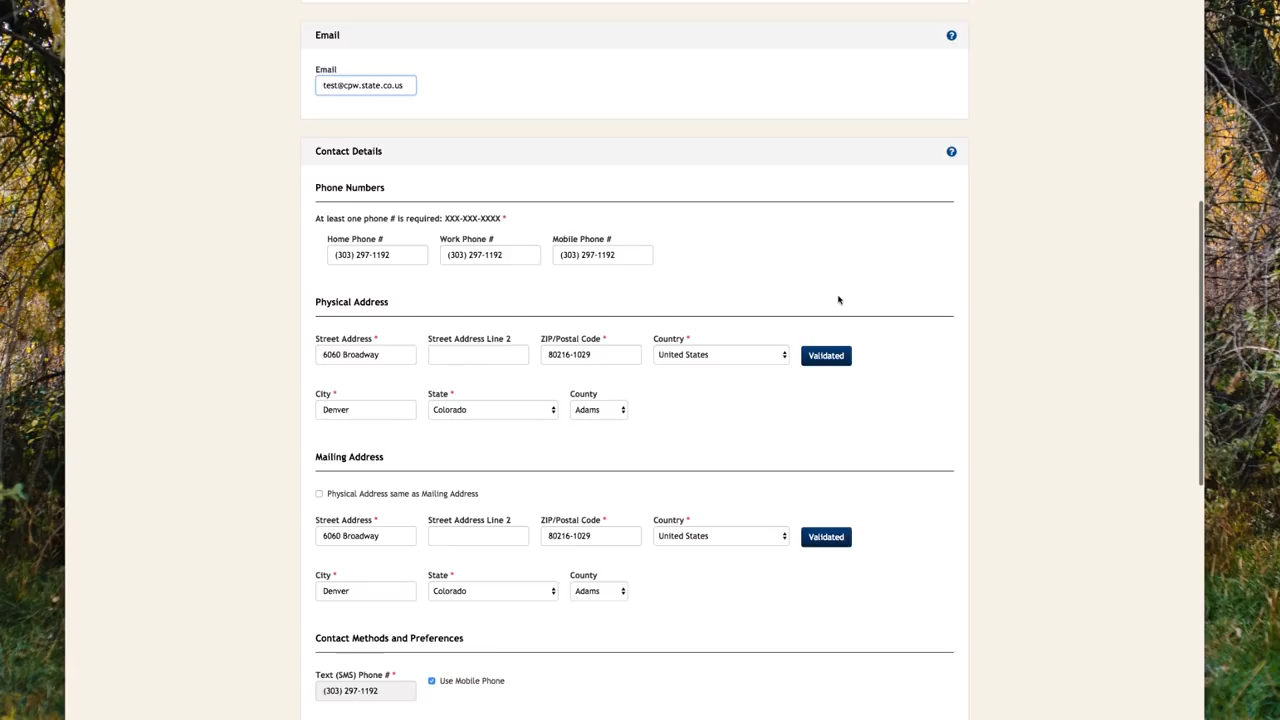 Email
Email
test@cpw.state.co.us
Contact Details
Phone Numbers
At least one phone # is required: XXX-XXX-XXXX *
Home Phone # Work Phone # Mobile Phone #
(303) 297-1192 (303) 297-1192 (303) 297-1192
Physical Address
Street Address * Street Address Line 2 ZIP/Postal Code * Country *
6060 Broadway 80216-1029 United States Validated
City * State * County
Denver Colorado Adams
Mailing Address
Physical Address same as Mailing Address
Street Address * Street Address Line 2 ZIP/Postal Code * Country *
6060 Broadway 80216-1029 United States Validated
City * State * County
Denver Colorado Adams
Contact Methods and Preferences
Text (SMS) Phone # *
Use Mobile Phone
(303) 297-1192